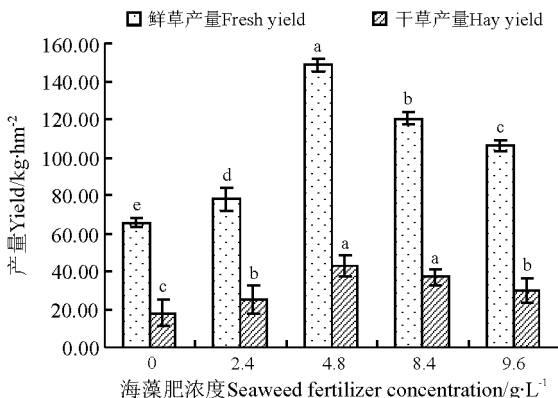 鲜草产量Fresh yield 干草产量Hay yield
产量Yield/kg·hm-2
160.00
140.00
120.00
100.00
80.00
60.00
40.00
20.00
00.00
e c d b a a b a c b
0 2.4 4.8 8.4 9.6
海藻肥浓度Seaweed fertilizer concentration/g·L-1